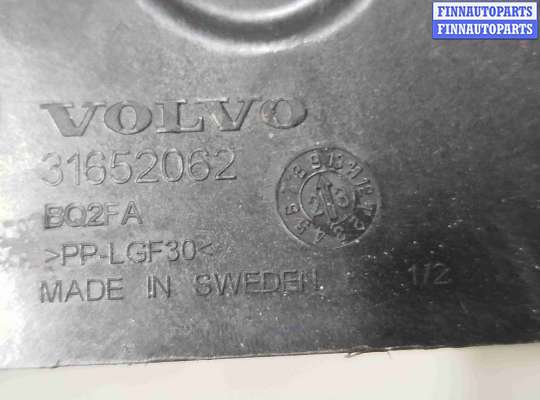 FINNAUTOPARTS
FINNAUTOPARTS
VOLVO
31652062
BQ2FA
>PP-LGF30<
MADE IN SWEDEN
1/2